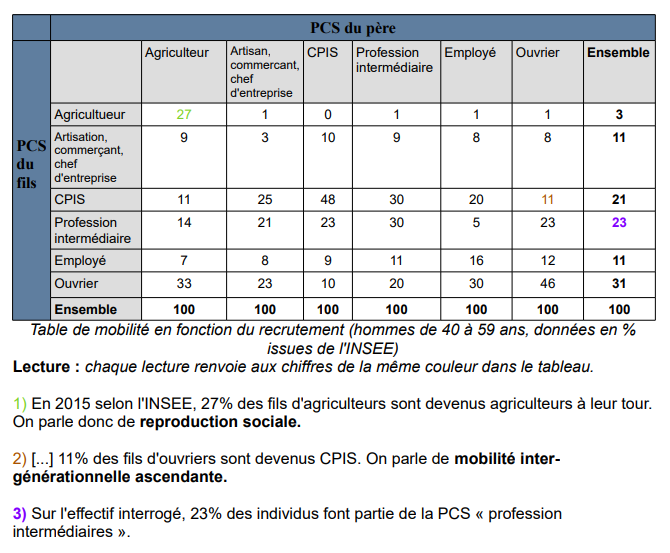 PCS du père
Agriculteur Artisan, commercant, chef d'entreprise CPIS Profession intermédiaire Employé Ouvrier Ensemble
PCS du fils
Agricultueur 27 1 0 1 1 1 3
Artisation, commerçant, chef d'entreprise 9 3 10 9 8 8 11
CPIS 11 25 48 30 20 11 21
Profession intermédiaire 14 21 23 30 5 23 23
Employé 7 8 9 11 16 12 11
Ouvrier 33 23 10 20 30 46 31
Ensemble 100 100 100 100 100 100 100
Table de mobilité en fonction du recrutement (hommes de 40 à 59 ans, données en %
issues de l'INSEE)
Lecture : chaque lecture renvoie aux chiffres de la même couleur dans le tableau.
1) En 2015 selon l'INSEE, 27% des fils d'agriculteurs sont devenus agriculteurs à leur tour.
On parle donc de reproduction sociale.
2) [...] 11% des fils d'ouvriers sont devenus CPIS. On parle de mobilité inter-
générationnelle ascendante.
3) Sur l'effectif interrogé, 23% des individus font partie de la PCS « profession
intermédiaires ».